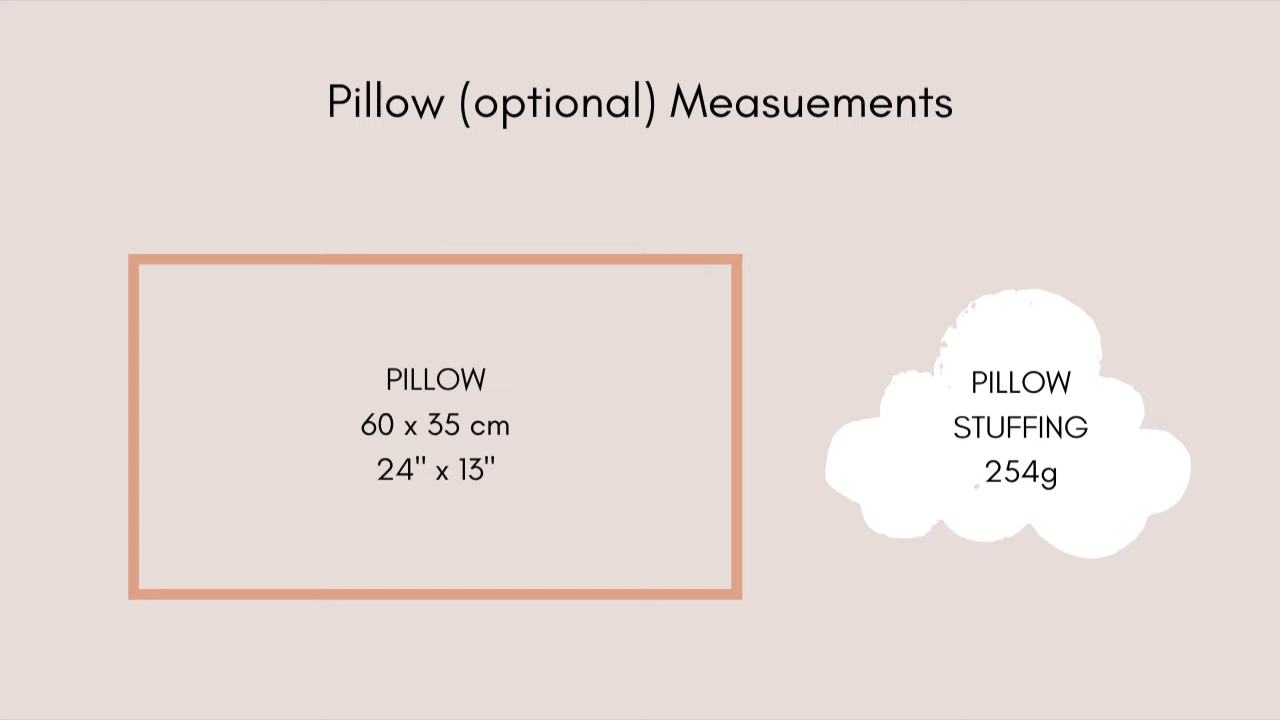 Pillow (optional) Measuements
PILLOW
60 x 35 cm
24" x 13"
PILLOW
STUFFING
254g